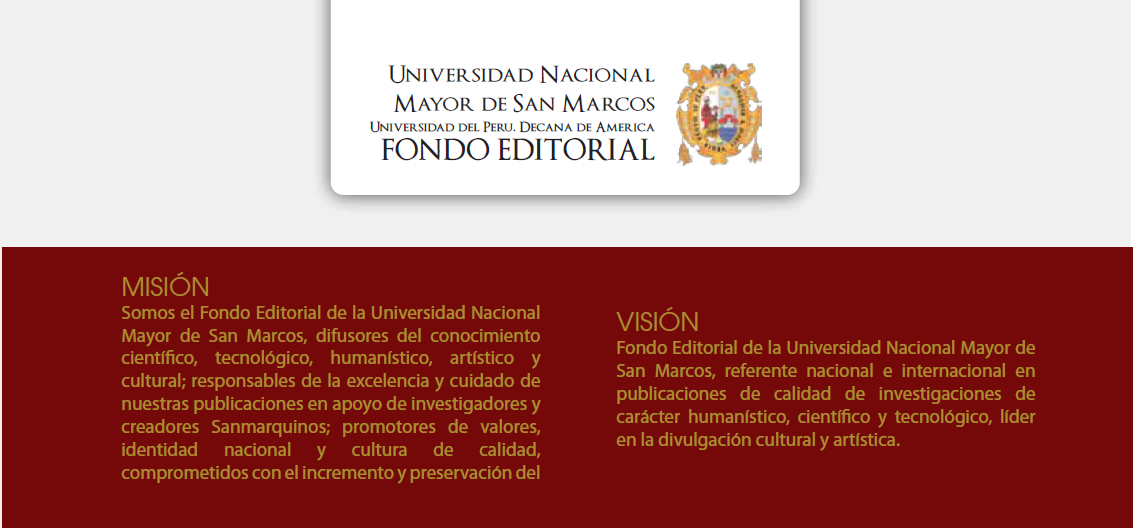 UNIVERSIDAD NACIONAL
MAYOR DE SAN MARCOS
UNIVERSIDAD DEL PERU. DECANA DE AMERICA
FONDO EDITORIAL
MISIÓN
Somos el Fondo Editorial de la Universidad Nacional
Mayor de San Marcos, difusores del conocimiento
científico, tecnológico, humanístico, artístico y
cultural; responsables de la excelencia y cuidado de
nuestras publicaciones en apoyo de investigadores y
creadores Sanmarquinos; promotores de valores,
identidad nacional y cultura de calidad,
comprometidos con el incremento y preservación del
VISIÓN
Fondo Editorial de la Universidad Nacional Mayor de
San Marcos, referente nacional e internacional en
publicaciones de calidad de investigaciones de
carácter humanístico, científico y tecnológico, líder
en la divulgación cultural y artística.